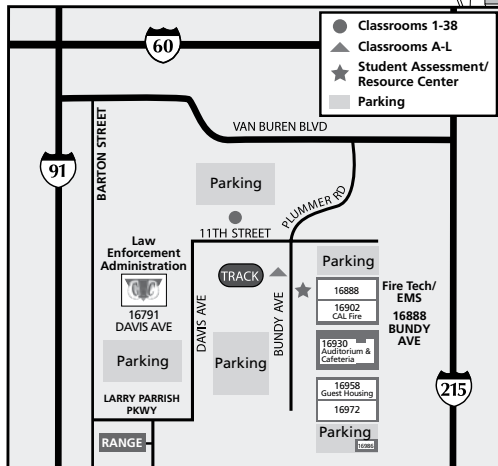 60
Classrooms 1-38
Classrooms A-L
Student Assessment/
Resource Center
Parking
91
BARTON STREET
VAN BUREN BLVD
Parking
PLUMMER RD
11TH STREET
Law
Enforcement
Administration
16791
DAVIS AVE
TRACK
DAVIS AVE
BUNDY AVE
Parking
16888
16902
CAL Fire
Fire Tech/
EMS
16888
BUNDY
AVE
16930
Auditorium &
Cafeteria
Parking
Parking
LARRY PARRISH
PKWY
16958
Guest Housing
16972
215
RANGE
Parking
16986